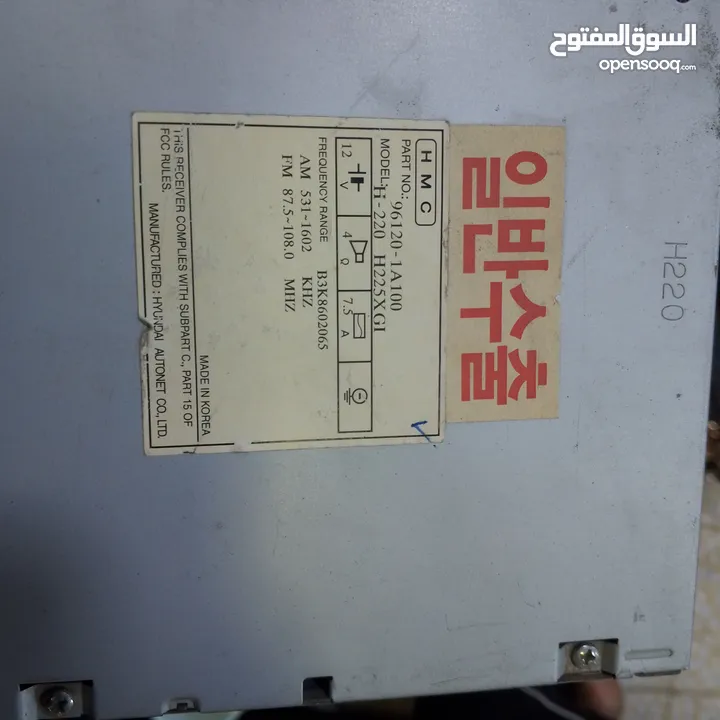 السوق المفتوح
opensooq.com
일반수출
H220
HMC
PART NO.: 96120-1A100
MODEL: H-220 H225XGI
12 V
4 Ω
7.5 A
FREQUENCY RANGE B3K8602065
AM 531~1602 KHZ
FM 87.5~108.0 MHZ
MADE IN KOREA
THIS RECEIVER COMPLIES WITH SUBPART C., PART 15 OF
FCC RULES.
MANUFACTURED : HYUNDAI AUTONET CO., LTD.